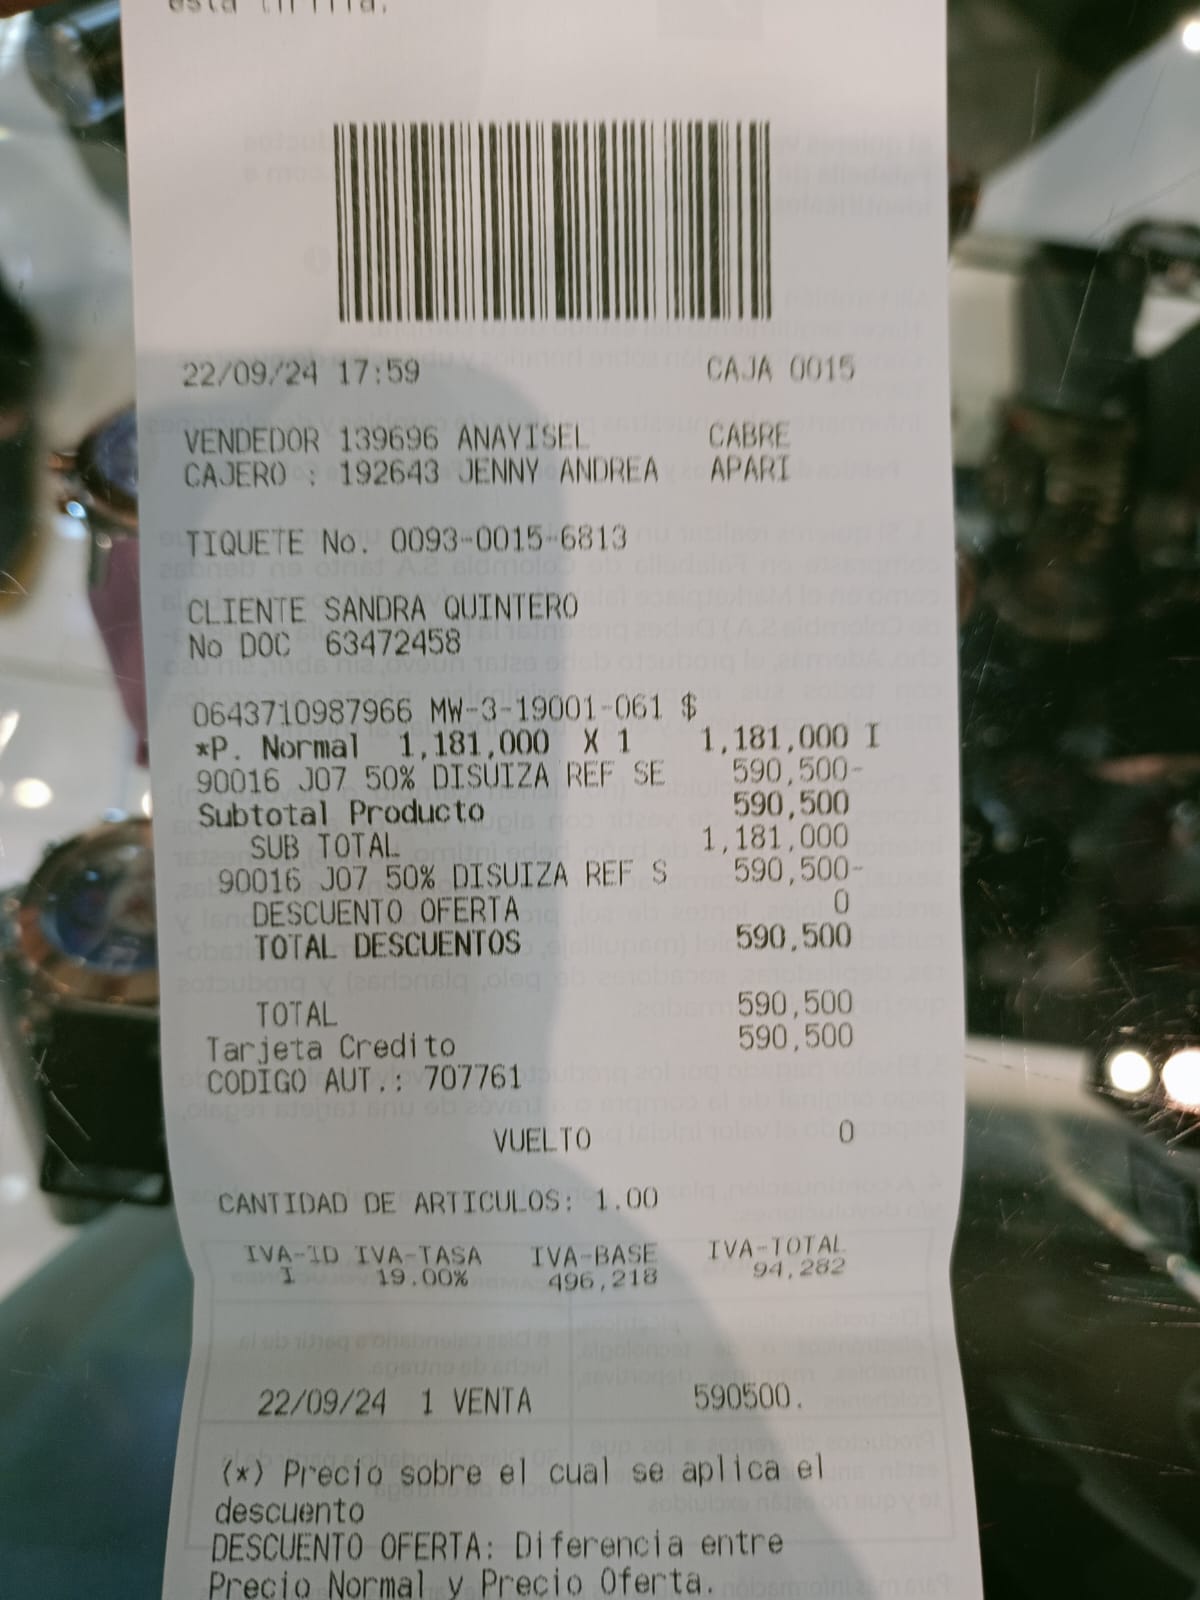 esta tirilla.
22/09/24 17:59 CAJA 0015
VENDEDOR 139696 ANAYISEL CABRE
CAJERO : 192643 JENNY ANDREA APARI
TIQUETE No. 0093-0015-6813
CLIENTE SANDRA QUINTERO
No DOC 63472458
0643710987966 MW-3-19001-061 $
*P. Normal 1,181,000 X 1 1,181,000 I
90016 J07 50% DISUIZA REF SE 590,500-
Subtotal Producto 590,500
SUB TOTAL 1,181,000
90016 J07 50% DISUIZA REF S 590,500-
DESCUENTO OFERTA 0
TOTAL DESCUENTOS 590,500
TOTAL 590,500
Tarjeta Credito 590,500
CODIGO AUT.: 707761
VUELTO 0
CANTIDAD DE ARTICULOS: 1.00
IVA-ID IVA-TASA IVA-BASE IVA-TOTAL
I 19.00% 496,218 94,282
22/09/24 1 VENTA 590500.
(*) Precio sobre el cual se aplica el
descuento
DESCUENTO OFERTA: Diferencia entre
Precio Normal y Precio Oferta.